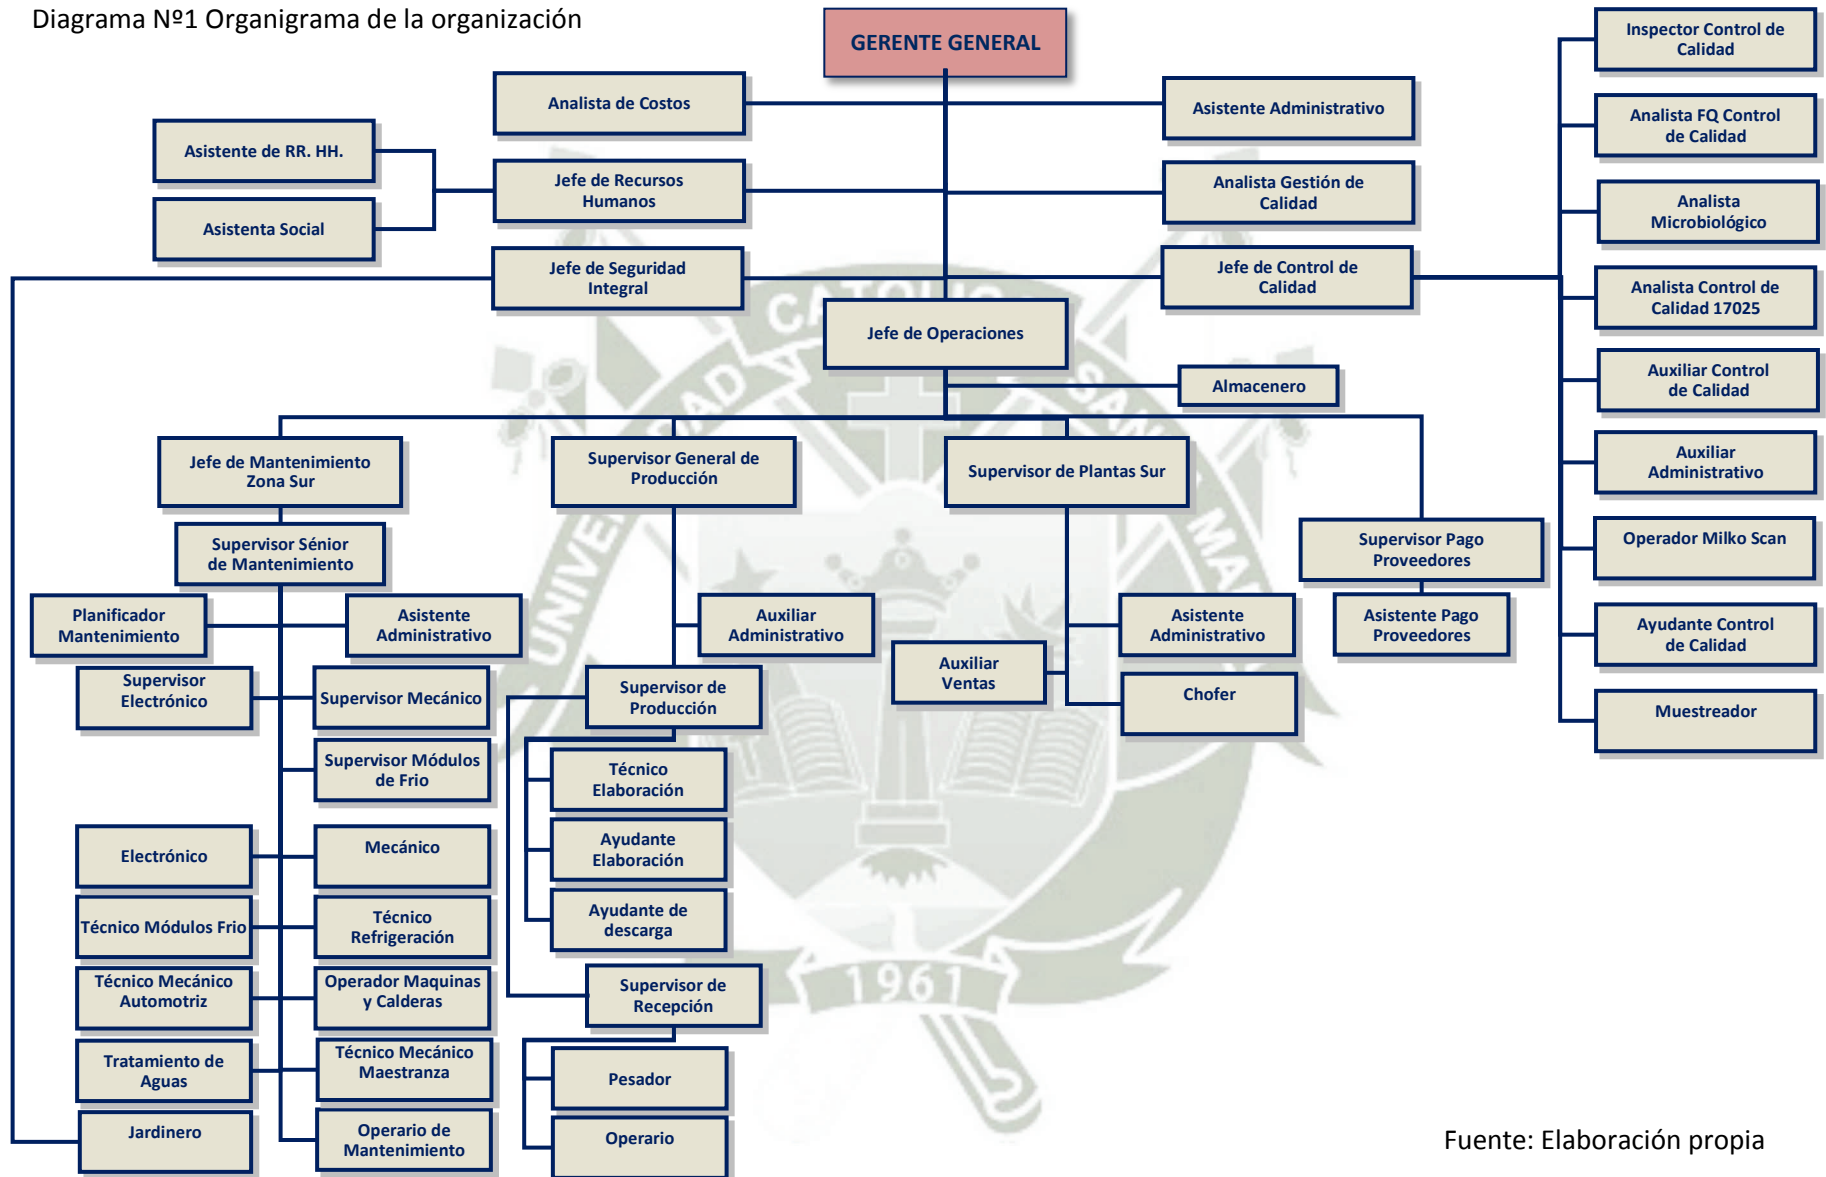 Diagrama Nº1 Organigrama de la organización
GERENTE GENERAL
Analista de Costos
Asistente Administrativo
Asistente de RR. HH.
Asistenta Social
Jefe de Recursos
Humanos
Analista Gestión de
Calidad
Jefe de Seguridad
Integral
Jefe de Control de
Calidad
Inspector Control de
Calidad
Analista FQ Control
de Calidad
Analista
Microbiológico
Analista Control de
Calidad 17025
Auxiliar Control
de Calidad
Auxiliar
Administrativo
Operador Milko Scan
Ayudante Control
de Calidad
Muestreador
Jefe de Operaciones
Almacenero
Jefe de Mantenimiento
Zona Sur
Supervisor General de
Producción
Supervisor de Plantas Sur
Supervisor Pago
Proveedores
Asistente Pago
Proveedores
Supervisor Sénior
de Mantenimiento
Planificador
Mantenimiento
Asistente
Administrativo
Supervisor
Electrónico
Supervisor Mecánico
Supervisor Módulos
de Frio
Electrónico
Mecánico
Técnico Módulos Frio
Técnico
Refrigeración
Técnico Mecánico
Automotriz
Operador Maquinas
y Calderas
Tratamiento de
Aguas
Técnico Mecánico
Maestranza
Jardinero
Operario de
Mantenimiento
Auxiliar
Administrativo
Supervisor de
Producción
Técnico
Elaboración
Ayudante
Elaboración
Ayudante de
descarga
Supervisor de
Recepción
Pesador
Operario
Asistente
Administrativo
Auxiliar
Ventas
Chofer
1961
Fuente: Elaboración propia